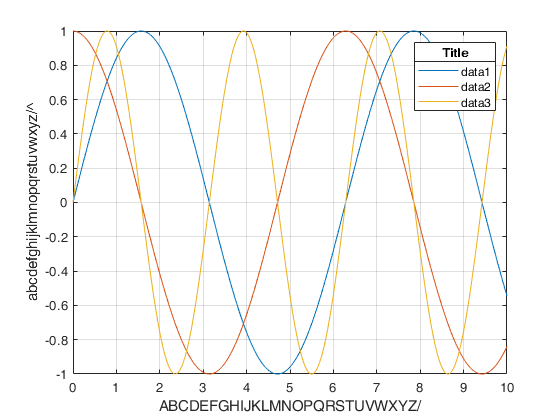 1
0.8
0.6
0.4
0.2
0
-0.2
-0.4
-0.6
-0.8
-1
abcdefghijklmnopqrstuvwxyz/^
Title
data1
data2
data3
0 1 2 3 4 5 6 7 8 9 10
ABCDEFGHIJKLMNOPQRSTUVWXYZ/